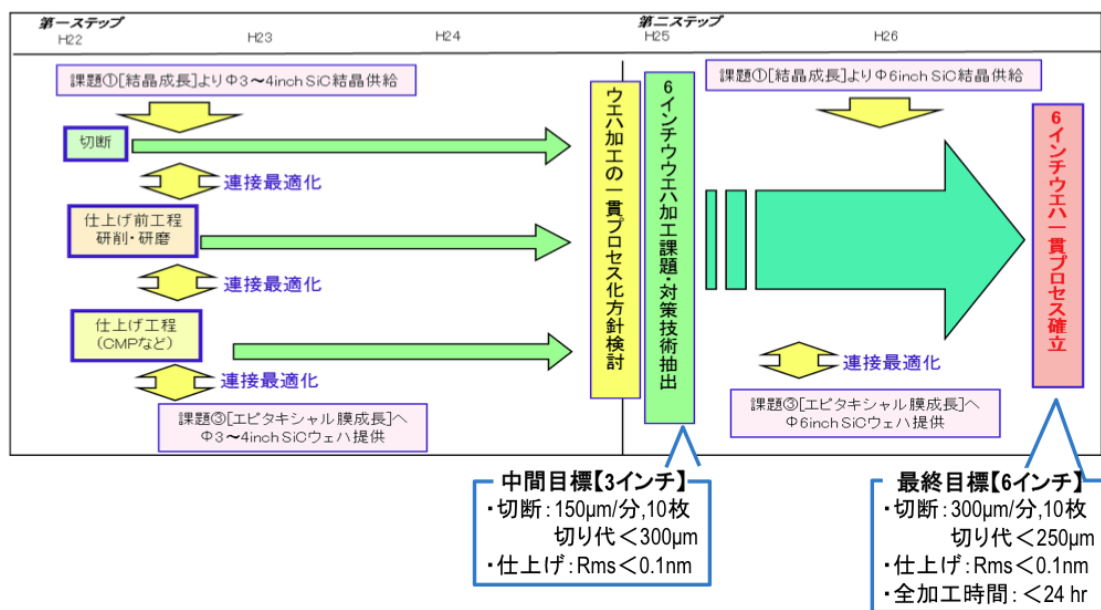 第一ステップ
第二ステップ
H22
H23
H24
H25
H26
課題①[結晶成長]よりΦ3～4inch SiC結晶供給
切断
連接最適化
仕上げ前工程
研削・研磨
連接最適化
仕上げ工程
(CMPなど)
連接最適化
課題③[エピタキシャル膜成長]へ
Φ3～4inch SiCウェハ提供
ウエハ加工の一貫プロセス化方針検討
6インチウウエハ加工課題・対策技術抽出
課題①[結晶成長]よりΦ6inch SiC結晶供給
連接最適化
課題③[エピタキシャル膜成長]へ
Φ6inch SiCウェハ提供
6インチウエハ一貫プロセス確立
中間目標【3インチ】
・切断：150µm/分,10枚
切り代＜300µm
・仕上げ：Rms＜0.1nm
最終目標【6インチ】
・切断：300µm/分,10枚
切り代＜250µm
・仕上げ：Rms＜0.1nm
・全加工時間：＜24 hr